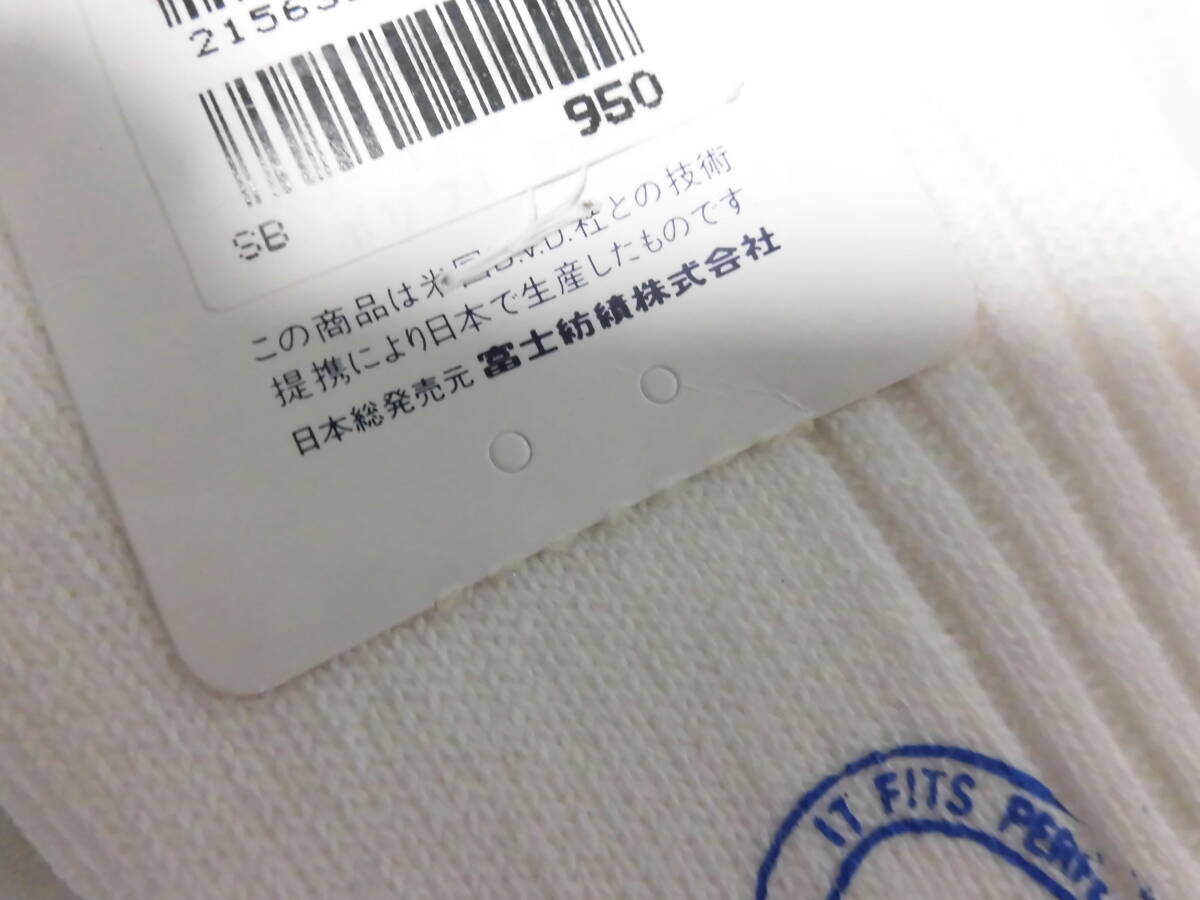 21563
950
SB
この商品は米国B.V.D.社との技術
提携により日本で生産したものです
日本総発売元 富士紡績株式会社
IT FITS